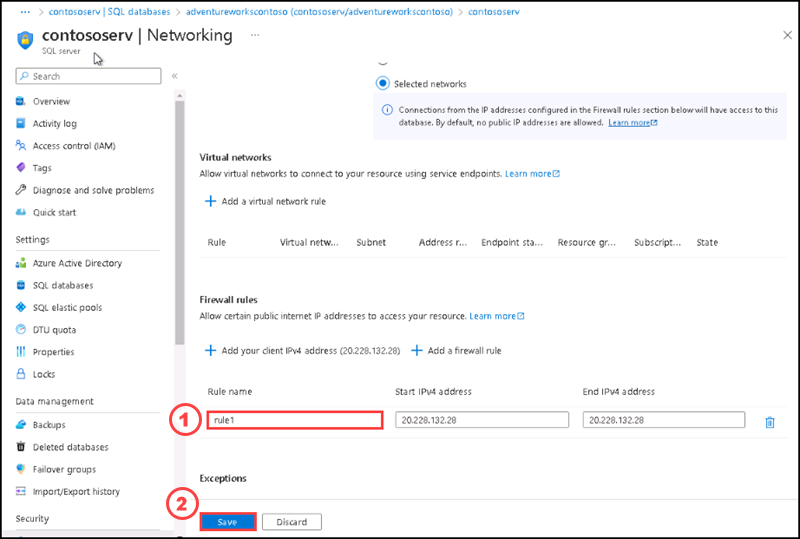 ... > contososerv | SQL databases > adventureworkscontoso (contososerv/adventureworkscontoso) > contososerv
contososerv | Networking ...
SQL server
Search
«
Overview
Activity log
Access control (IAM)
Tags
Diagnose and solve problems
Quick start
Settings
Azure Active Directory
SQL databases
SQL elastic pools
DTU quota
Properties
Locks
Data management
Backups
Deleted databases
Failover groups
Import/Export history
Security
Selected networks
Connections from the IP addresses configured in the Firewall rules section below will have access to this
database. By default, no public IP addresses are allowed. Learn more
Virtual networks
Allow virtual networks to connect to your resource using service endpoints. Learn more
+ Add a virtual network rule
Rule Virtual netw... Subnet Address r... Endpoint sta... Resource gr... Subscript... State
Firewall rules
Allow certain public internet IP addresses to access your resource. Learn more
+ Add your client IPv4 address (20.228.132.28) + Add a firewall rule
Rule name Start IPv4 address End IPv4 address
1 rule1 20.228.132.28 20.228.132.28
Exceptions
2 Save Discard